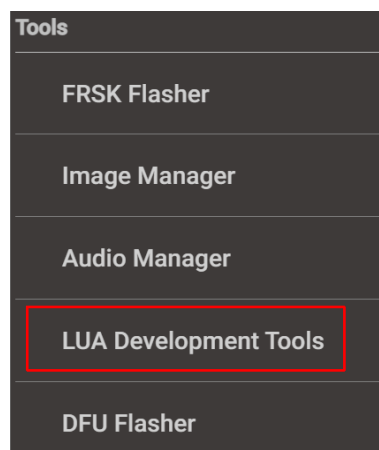 Tools
FRSK Flasher
Image Manager
Audio Manager
LUA Development Tools
DFU Flasher